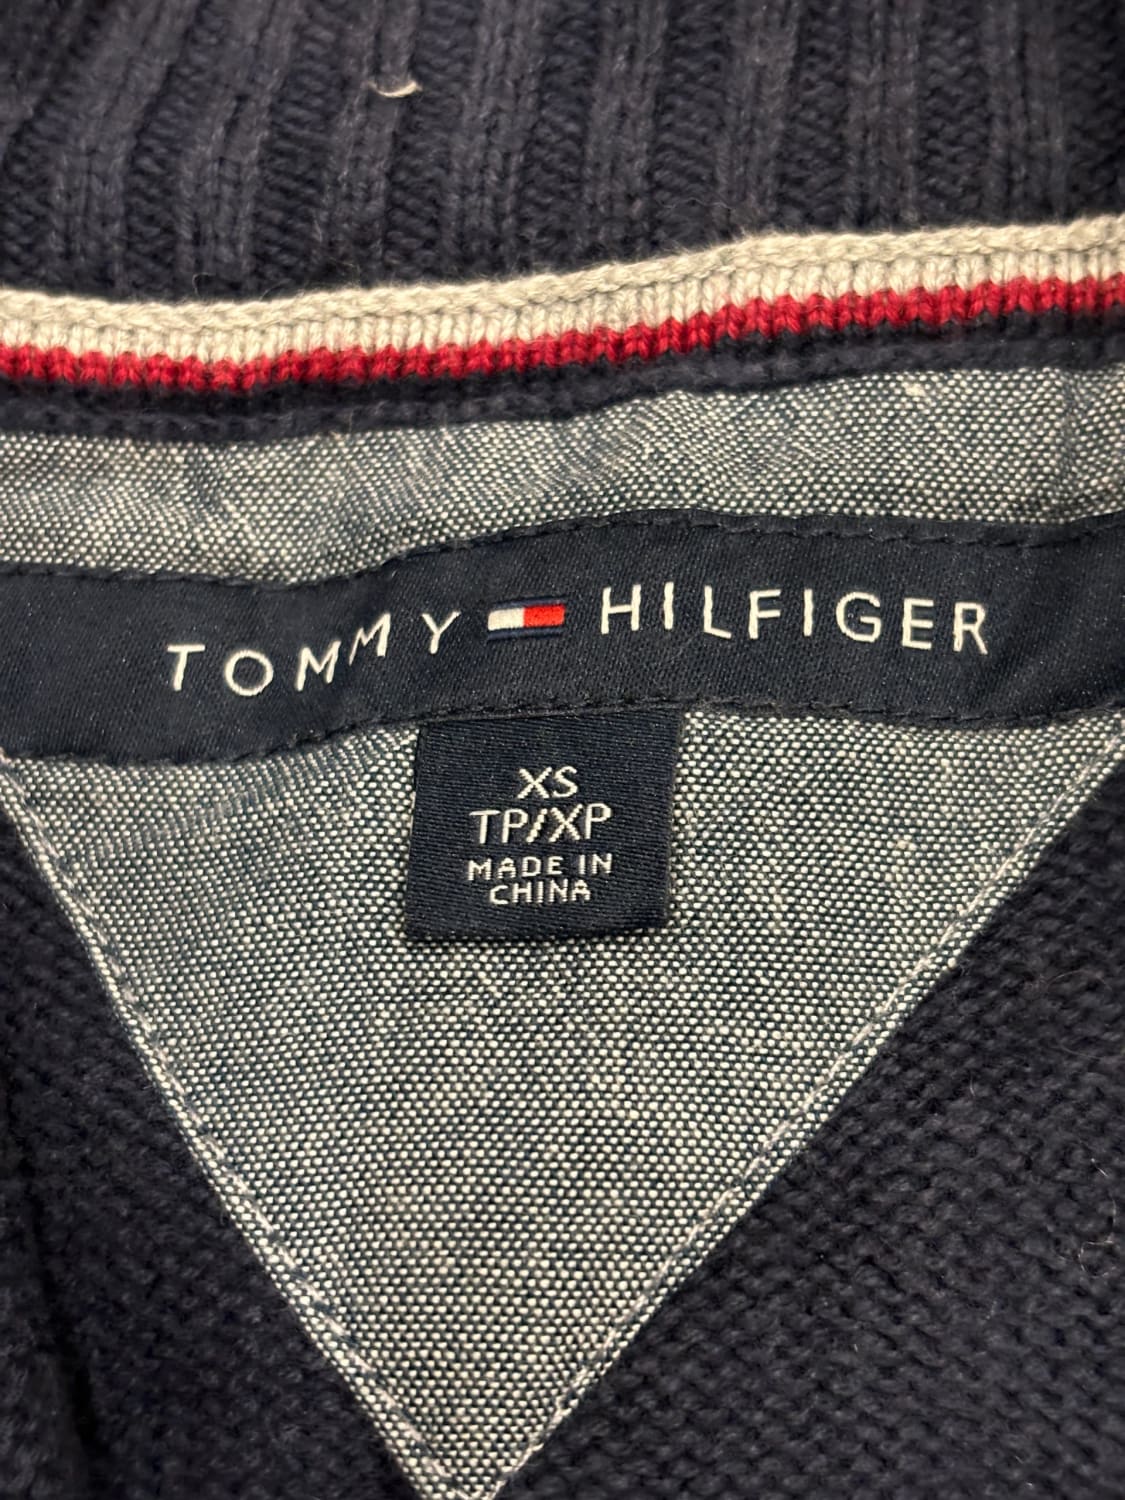 TOMMY HILFIGER
XS
TP/XP
MADE IN
CHINA